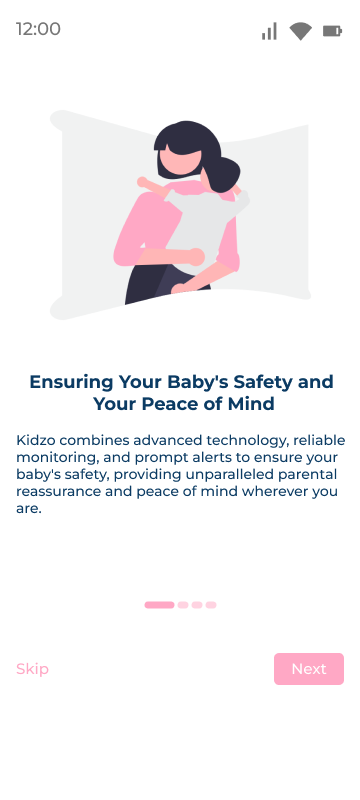 12:00
Ensuring Your Baby's Safety and
Your Peace of Mind
Kidzo combines advanced technology, reliable
monitoring, and prompt alerts to ensure your
baby's safety, providing unparalleled parental
reassurance and peace of mind wherever you
are.
Skip
Next